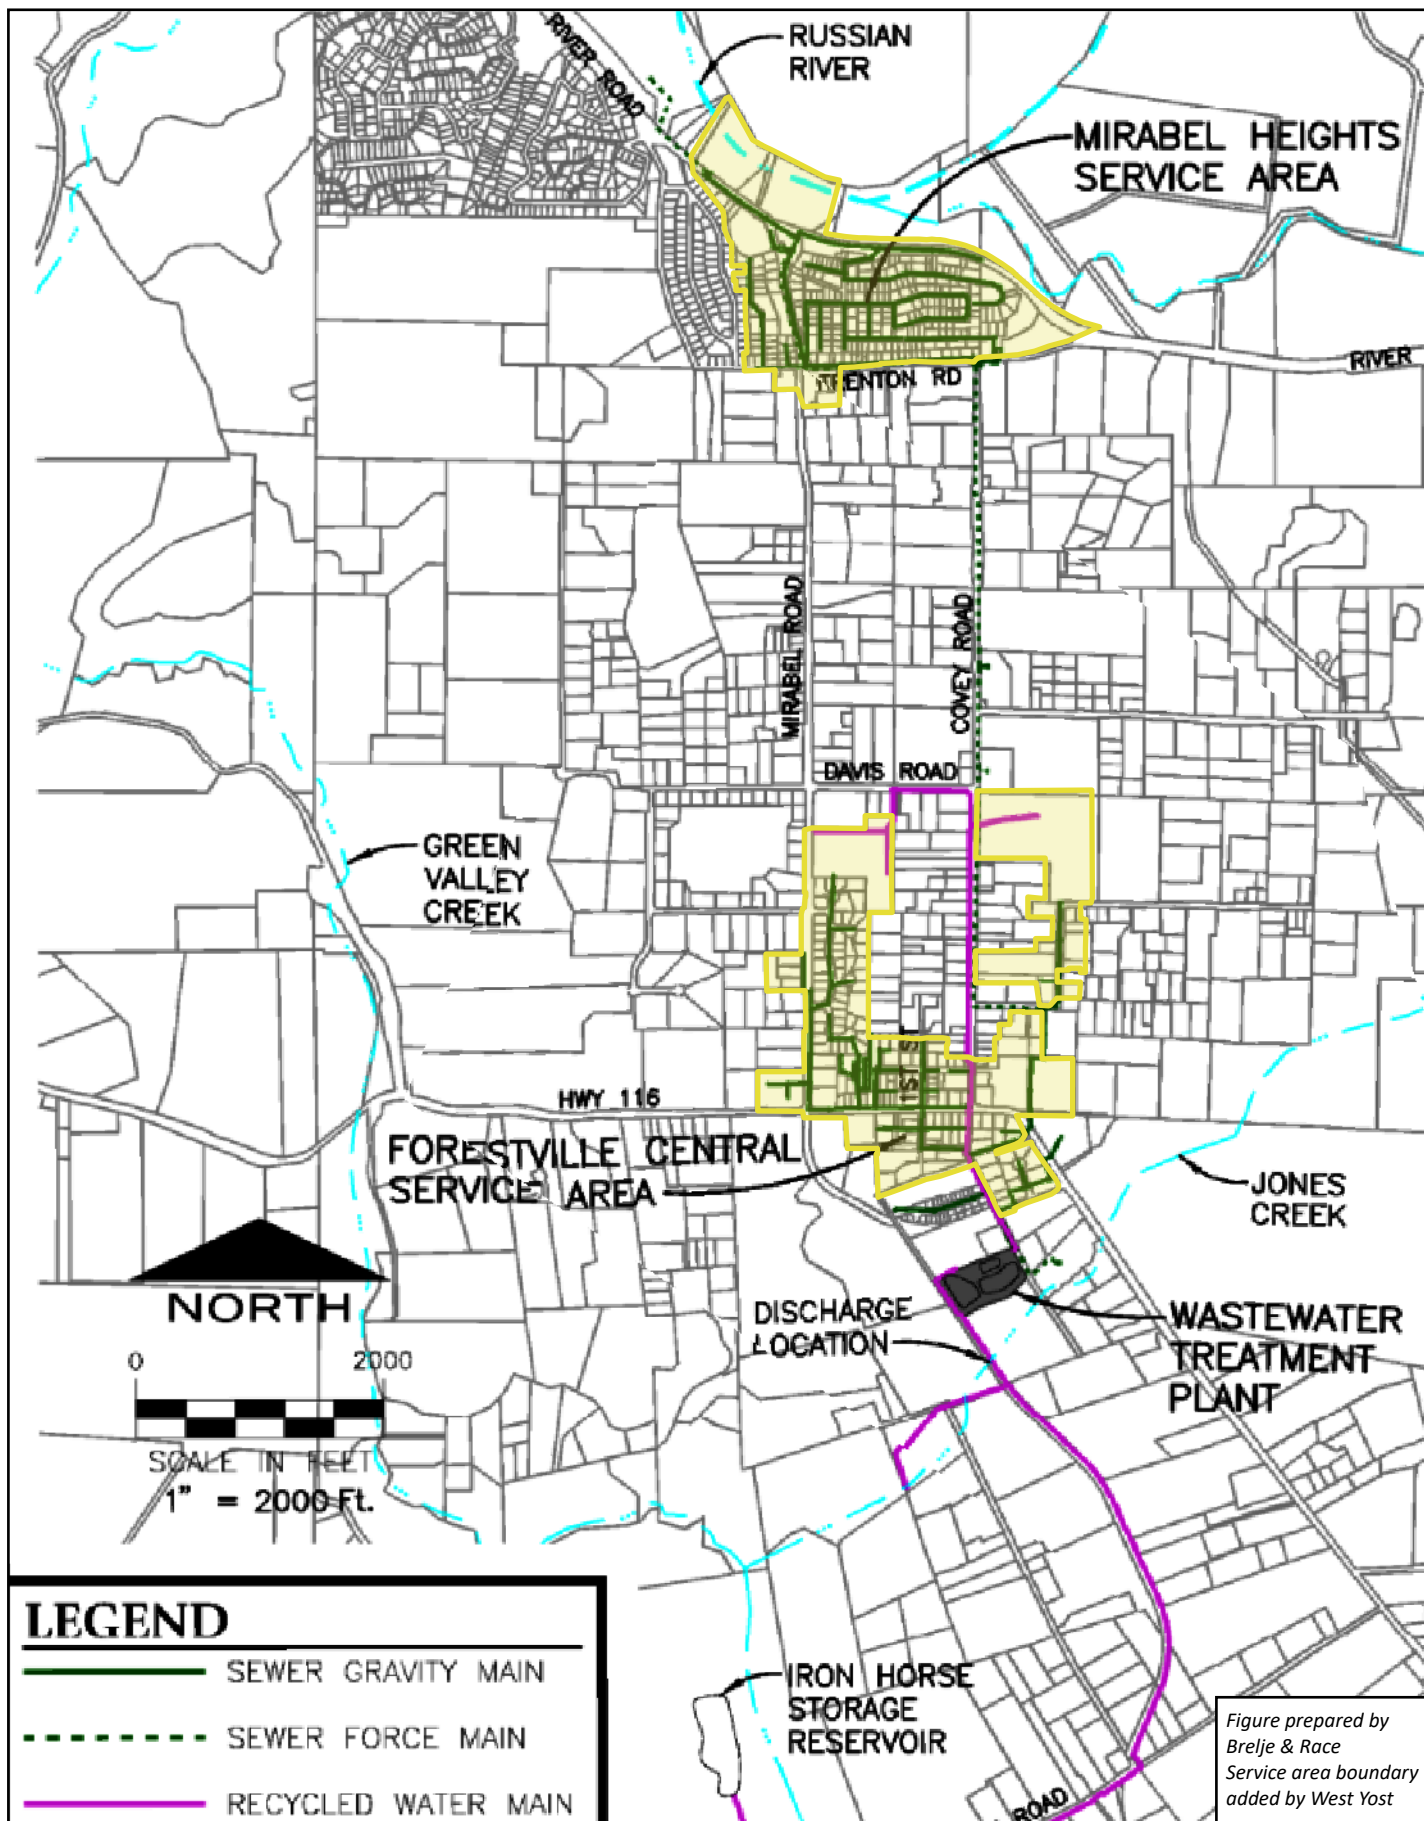 RUSSIAN
RIVER
RIVER ROAD
MIRABEL HEIGHTS
SERVICE AREA
RIVER
TRENTON RD
MIRABEL ROAD
COVEY ROAD
DAVIS ROAD
GREEN
VALLEY
CREEK
1ST ST
HWY 116
FORESTVILLE CENTRAL
SERVICE AREA
JONES
CREEK
NORTH
0 2000
SCALE IN FEET
1" = 2000 Ft.
DISCHARGE
LOCATION
WASTEWATER
TREATMENT
PLANT
LEGEND
SEWER GRAVITY MAIN
SEWER FORCE MAIN
RECYCLED WATER MAIN
IRON HORSE
STORAGE
RESERVOIR
ROAD
Figure prepared by
Brelje & Race
Service area boundary
added by West Yost